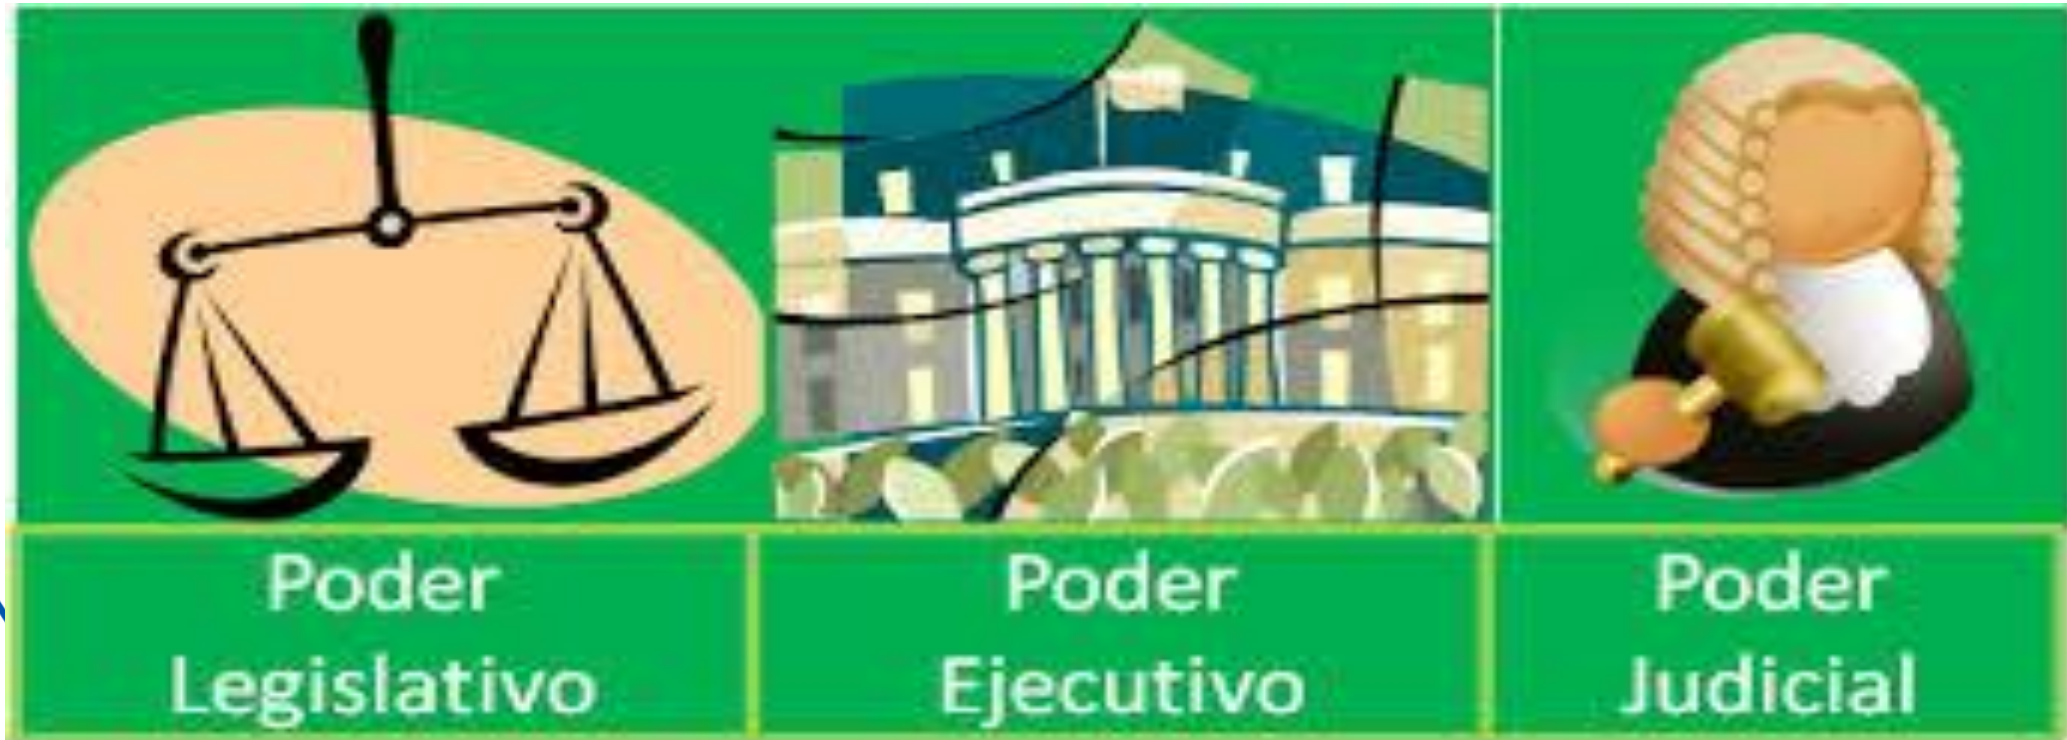 Poder
Legislativo
Poder
Ejecutivo
Poder
Judicial